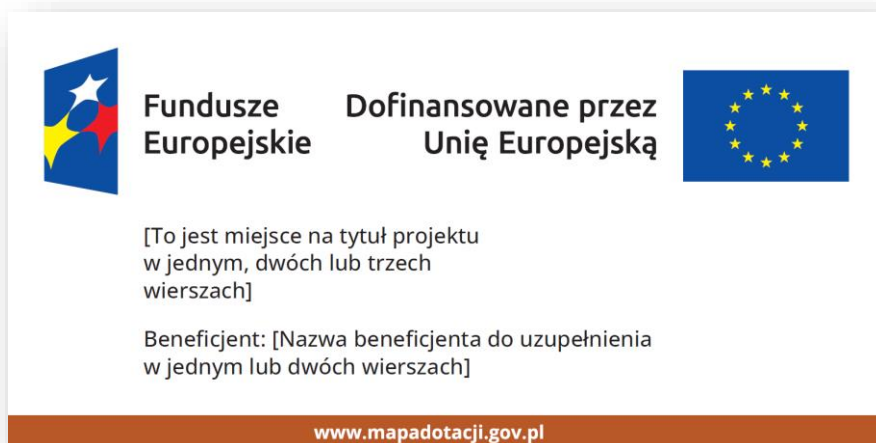 Fundusze
Europejskie
Dofinansowane przez
Unię Europejską
[To jest miejsce na tytuł projektu
w jednym, dwóch lub trzech
wierszach]
Beneficjent: [Nazwa beneficjenta do uzupełnienia
w jednym lub dwóch wierszach]
www.mapadotacji.gov.pl